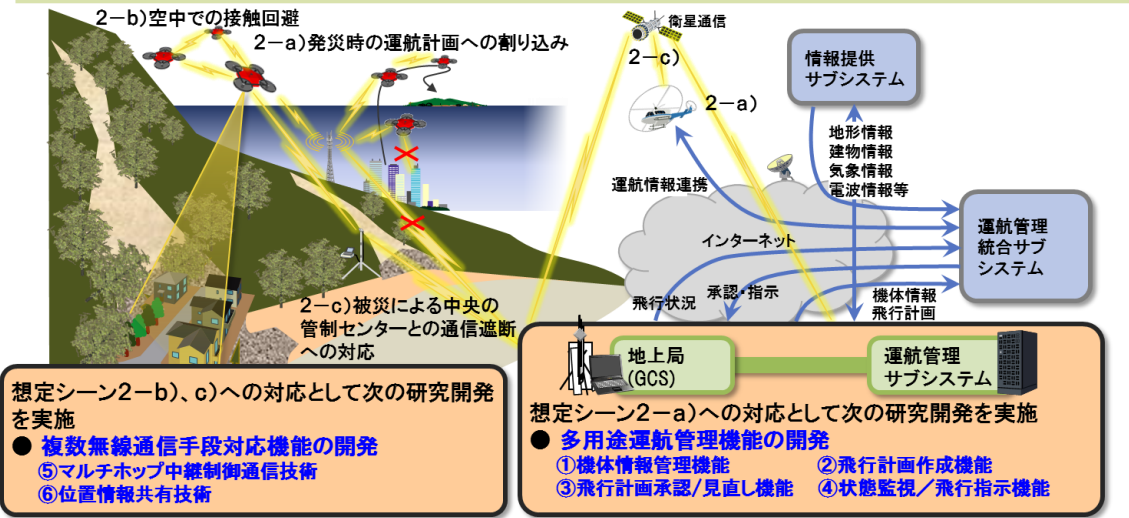 2－b)空中での接触回避
2－a)発災時の運航計画への割り込み
衛星通信
2－c)
2－a)
情報提供
サブシステム
地形情報
建物情報
気象情報
電波情報等
運航情報連携
運航管理
統合サブ
システム
インターネット
飛行状況
承認・指示
機体情報
飛行計画
2－c)被災による中央の
管制センターとの通信遮断
への対応
地上局
(GCS)
運航管理
サブシステム
想定シーン2－b)、c)への対応として次の研究開発
を実施
● 複数無線通信手段対応機能の開発
⑤マルチホップ中継制御通信技術
⑥位置情報共有技術
想定シーン2－a)への対応として次の研究開発を実施
● 多用途運航管理機能の開発
①機体情報管理機能 ②飛行計画作成機能
③飛行計画承認/見直し機能 ④状態監視／飛行指示機能